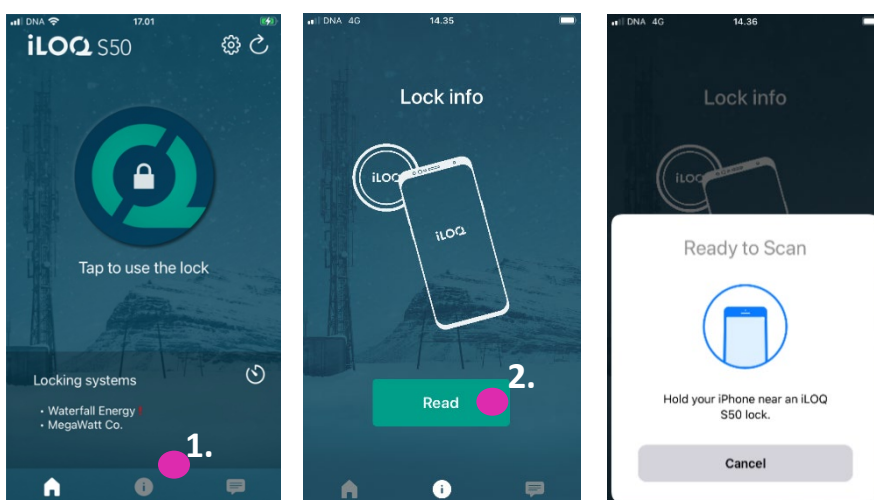 DNA 17.01
iLOQ S50
Tap to use the lock
Locking systems
• Waterfall Energy !
• MegaWatt Co.
1.
DNA 4G 14.35
Lock info
iLOQ
iLOQ
Read
2.
DNA 4G 14.36
Lock info
iLOQ
Ready to Scan
Hold your iPhone near an iLOQ
S50 lock.
Cancel